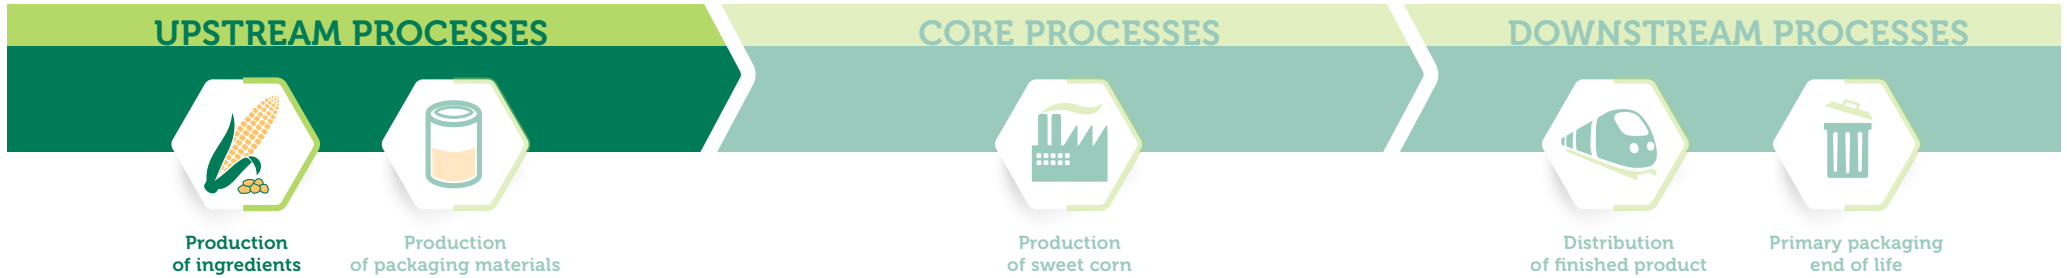 UPSTREAM PROCESSES
CORE PROCESSES
DOWNSTREAM PROCESSES
Production
of ingredients
Production
of packaging materials
Production
of sweet corn
Distribution
of finished product
Primary packaging
end of life